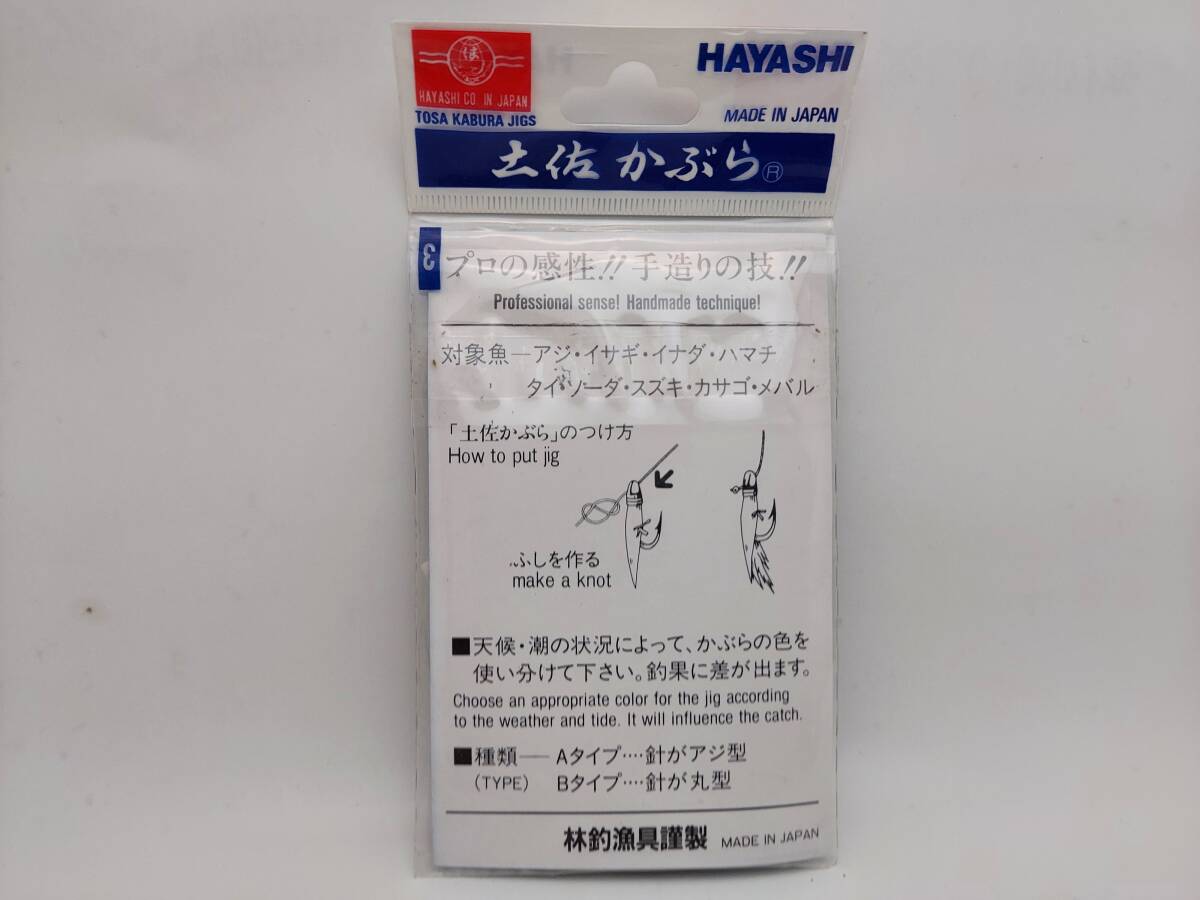 HAYASHI CO. IN JAPAN
TOSA KABURA JIGS
HAYASHI
MADE IN JAPAN
土佐かぶら®
3
プロの感性!! 手造りの技!!
Professional sense! Handmade technique!
対象魚―アジ・イサギ・イナダ・ハマチ
タイ・ソーダ・スズキ・カサゴ・メバル
「土佐かぶら」のつけ方
How to put jig
ふしを作る
make a knot
■天候・潮の状況によって、かぶらの色を
使い分けて下さい。釣果に差が出ます。
Choose an appropriate color for the jig according
to the weather and tide. It will influence the catch.
■種類― Aタイプ‥‥針がアジ型
(TYPE) Bタイプ‥‥針が丸型
林釣漁具謹製 MADE IN JAPAN